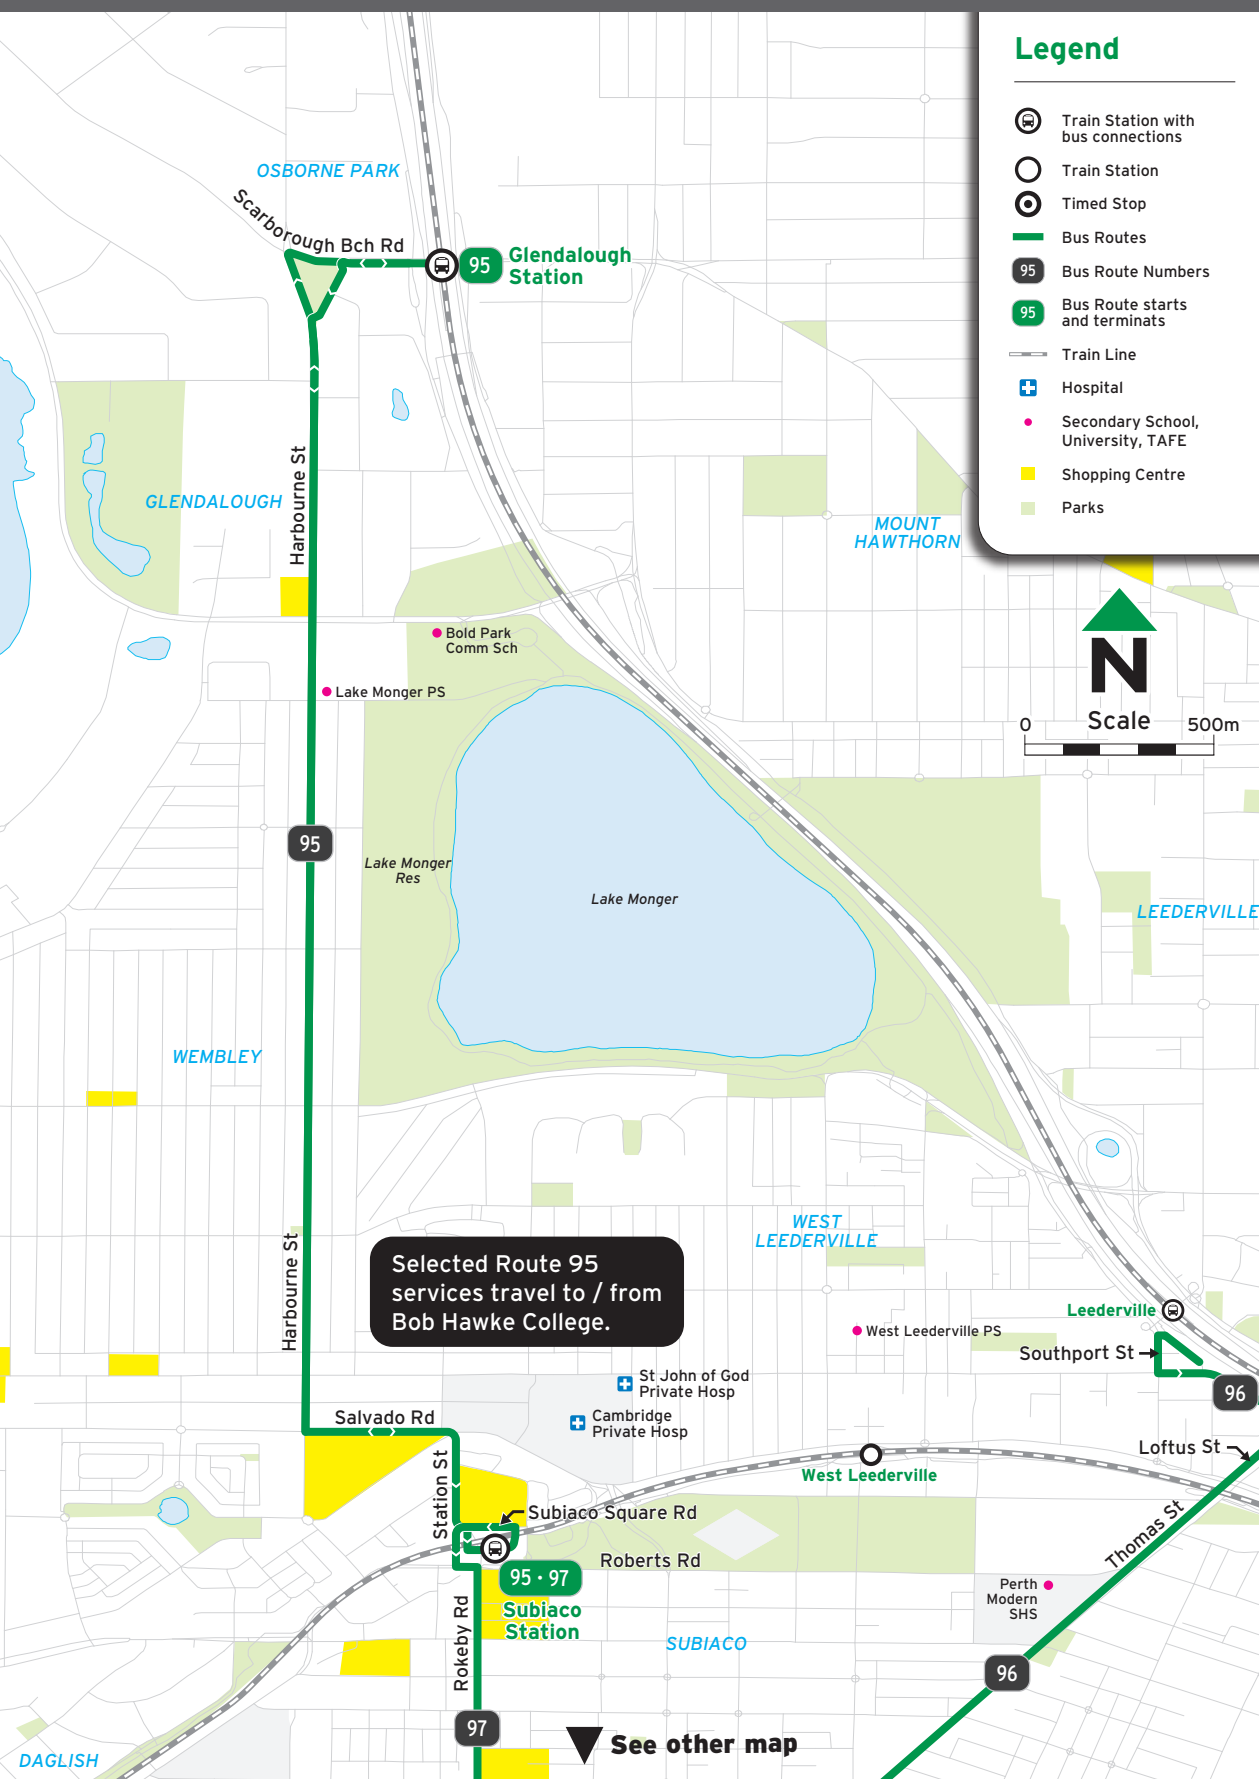 Legend
Train Station with
bus connections
Train Station
Timed Stop
Bus Routes
95
Bus Route Numbers
95
Bus Route starts
and terminats
Train Line
Hospital
Secondary School,
University, TAFE
Shopping Centre
Parks
N
0 Scale 500m
OSBORNE PARK
Scarborough Bch Rd
95
Glendalough
Station
Harbourne St
GLENDALOUGH
MOUNT
HAWTHORN
Bold Park
Comm Sch
Lake Monger PS
95
Lake Monger
Res
Lake Monger
LEEDERVILLE
WEMBLEY
WEST
LEEDERVILLE
Harbourne St
Selected Route 95
services travel to / from
Bob Hawke College.
Leederville
West Leederville PS
Southport St
96
St John of God
Private Hosp
Cambridge
Private Hosp
Salvado Rd
Loftus St
West Leederville
Station St
Subiaco Square Rd
Thomas St
Roberts Rd
95 • 97
Subiaco
Station
Perth
Modern
SHS
Rokeby Rd
SUBIACO
96
97
See other map
DAGLISH